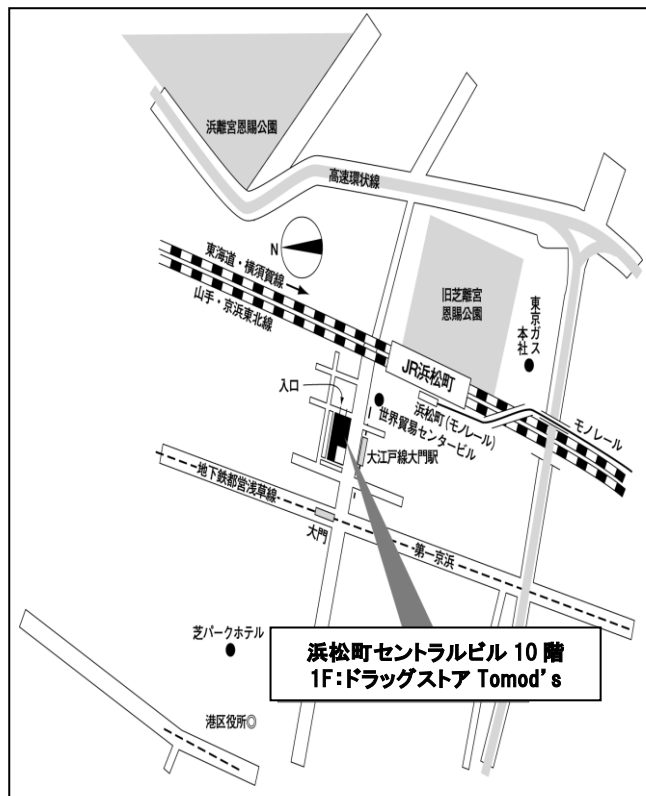 浜離宮恩賜公園
高速環状線
N
東海道・横須賀線
山手・京浜東北線
旧芝離宮
恩賜公園
東京ガス
本社
JR浜松町
入口
浜松町(モノレール)
世界貿易センタービル
モノレール
大江戸線大門駅
地下鉄都営浅草線
大門
第一京浜
芝パークホテル
浜松町セントラルビル 10 階
1F:ドラッグストア Tomod's
港区役所◎